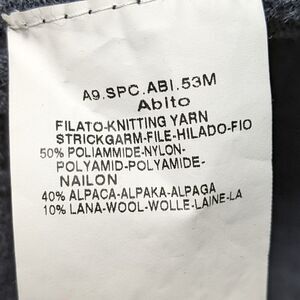 A9.SPC.ABI.53M
Abito
FILATO-KNITTING YARN
STRICKGARM-FILE-HILADO-FIO
50% POLIAMMIDE-NYLON-
POLYAMID-POLYAMIDE-
NAILON
40% ALPACA-ALPAKA-ALPAGA
10% LANA-WOOL-WOLLE-LAINE-LA